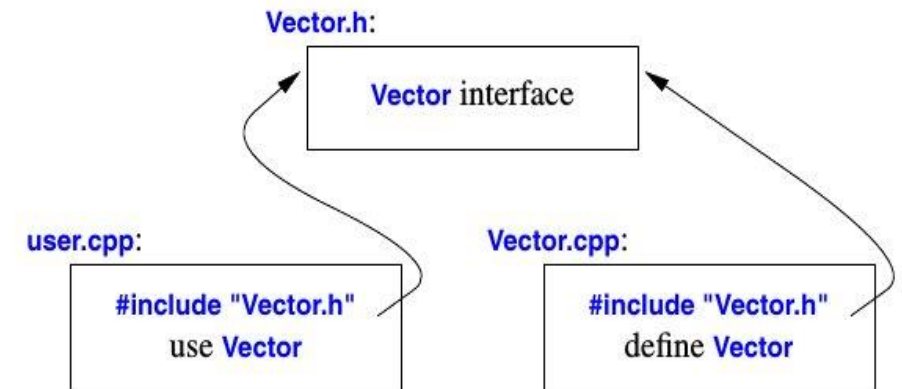 Vector.h:
Vector interface
user.cpp:
#include "Vector.h"
use Vector
Vector.cpp:
#include "Vector.h"
define Vector